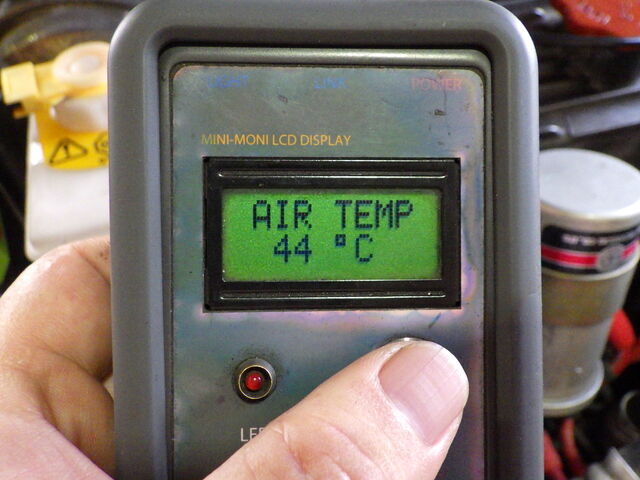 POWER
MINI-MONI LCD DISPLAY
AIR TEMP
44 °C